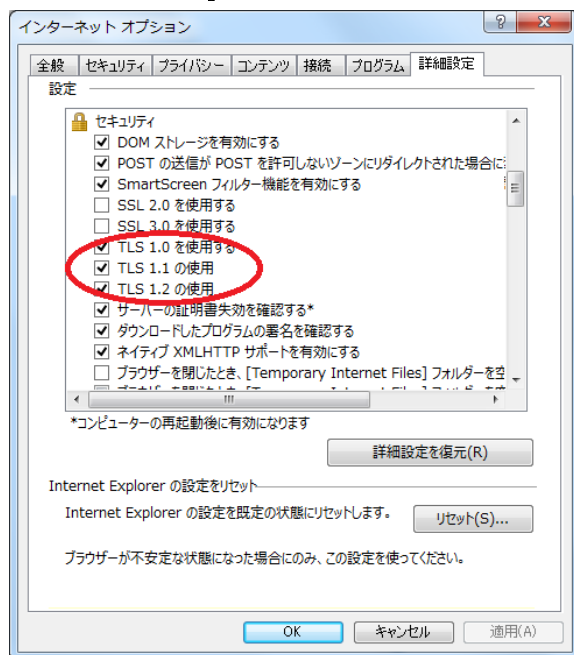 インターネット オプション
全般 セキュリティ プライバシー コンテンツ 接続 プログラム 詳細設定
設定
セキュリティ
DOM ストレージを有効にする
POST の送信が POST を許可しないゾーンにリダイレクトされた場合に
SmartScreen フィルター機能を有効にする
SSL 2.0 を使用する
SSL 3.0 を使用する
TLS 1.0 を使用する
TLS 1.1 の使用
TLS 1.2 の使用
サーバーの証明書失効を確認する*
ダウンロードしたプログラムの署名を確認する
ネイティブ XMLHTTP サポートを有効にする
ブラウザーを閉じたとき、[Temporary Internet Files] フォルダーを空
*コンピューターの再起動後に有効になります
詳細設定を復元(R)
Internet Explorer の設定をリセット
Internet Explorer の設定を既定の状態にリセットします。
リセット(S)...
ブラウザーが不安定な状態になった場合にのみ、この設定を使ってください。
OK キャンセル 適用(A)